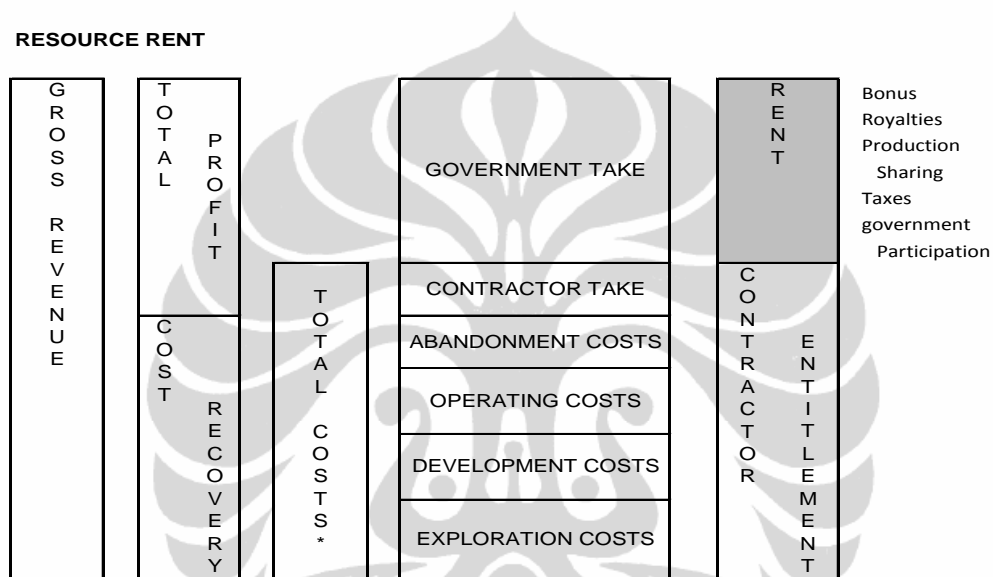 RESOURCE RENT
GROSS REVENUE
TOTAL PROFIT
COST RECOVERY
TOTAL COSTS*
GOVERNMENT TAKE
CONTRACTOR TAKE
ABANDONMENT COSTS
OPERATING COSTS
DEVELOPMENT COSTS
EXPLORATION COSTS
RENT
CONTRACTOR ENTITLEMENT
Bonus
Royalties
Production
Sharing
Taxes
government
Participation